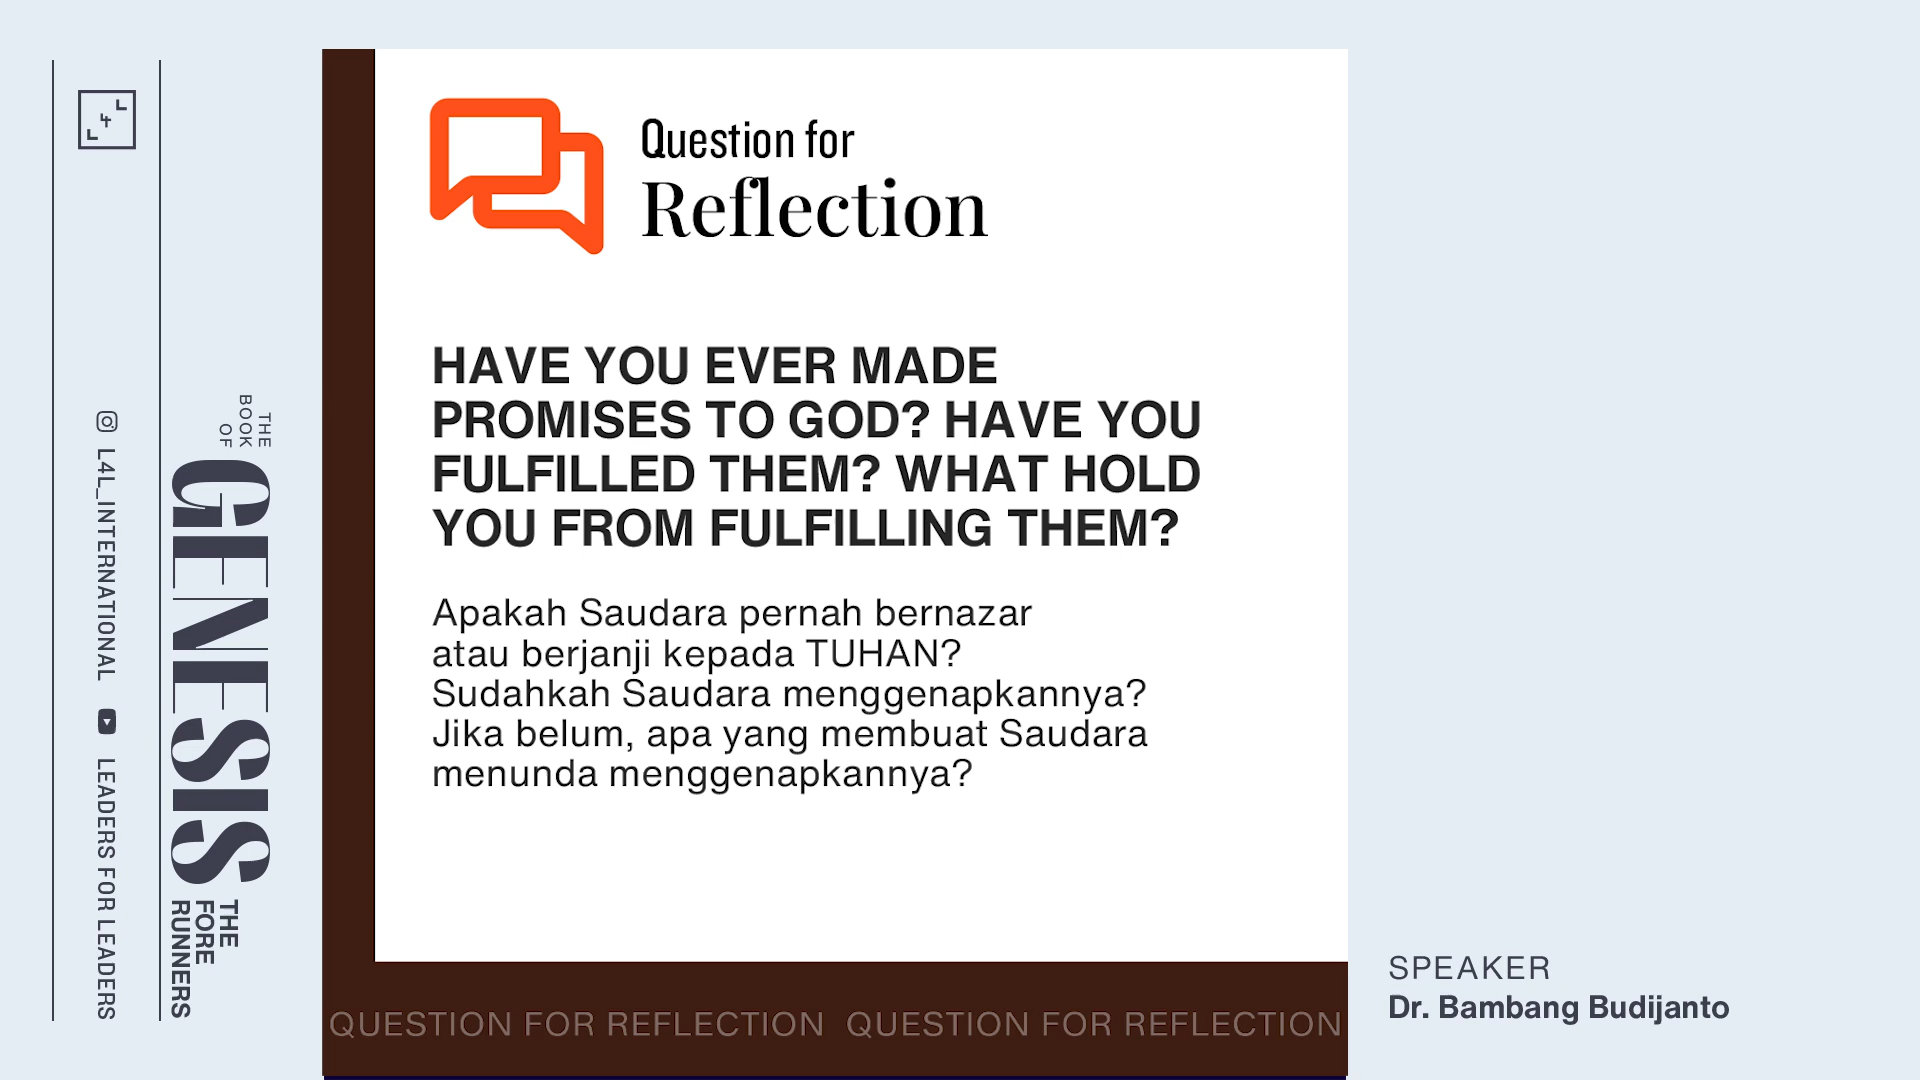 L4L_INTERNATIONAL
LEADERS FOR LEADERS
THE
BOOK
OF
GENESIS
THE
FORE
RUNNERS
Question for
Reflection
HAVE YOU EVER MADE
PROMISES TO GOD? HAVE YOU
FULFILLED THEM? WHAT HOLD
YOU FROM FULFILLING THEM?
Apakah Saudara pernah bernazar
atau berjanji kepada TUHAN?
Sudahkah Saudara menggenapkannya?
Jika belum, apa yang membuat Saudara
menunda menggenapkannya?
QUESTION FOR REFLECTION QUESTION FOR REFLECTION
SPEAKER
Dr. Bambang Budijanto